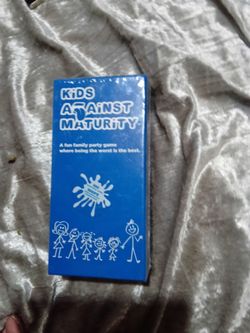 KiDS
AGAiNST
MATURiTY
A fun family party game
where being the worst is the best.